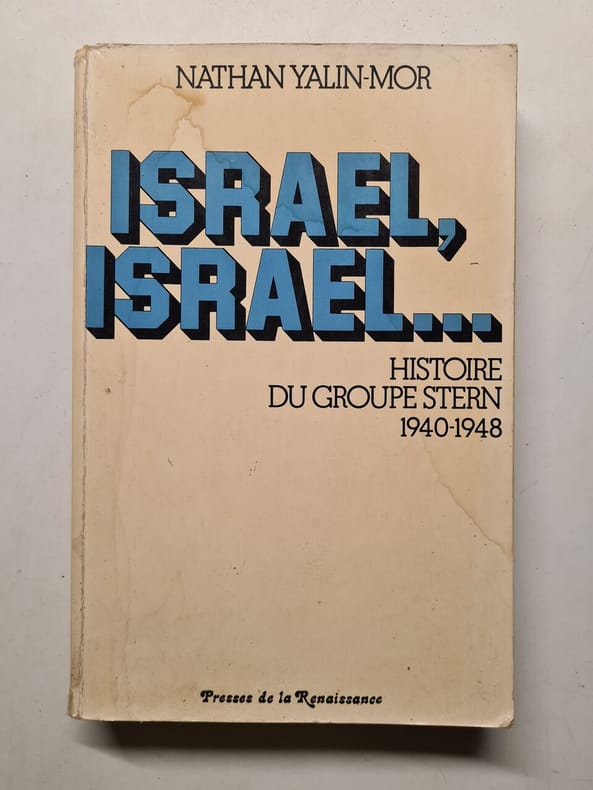 NATHAN YALIN-MOR
ISRAEL,
ISRAEL...
HISTOIRE
DU GROUPE STERN
1940-1948
Presses de la Renaissance